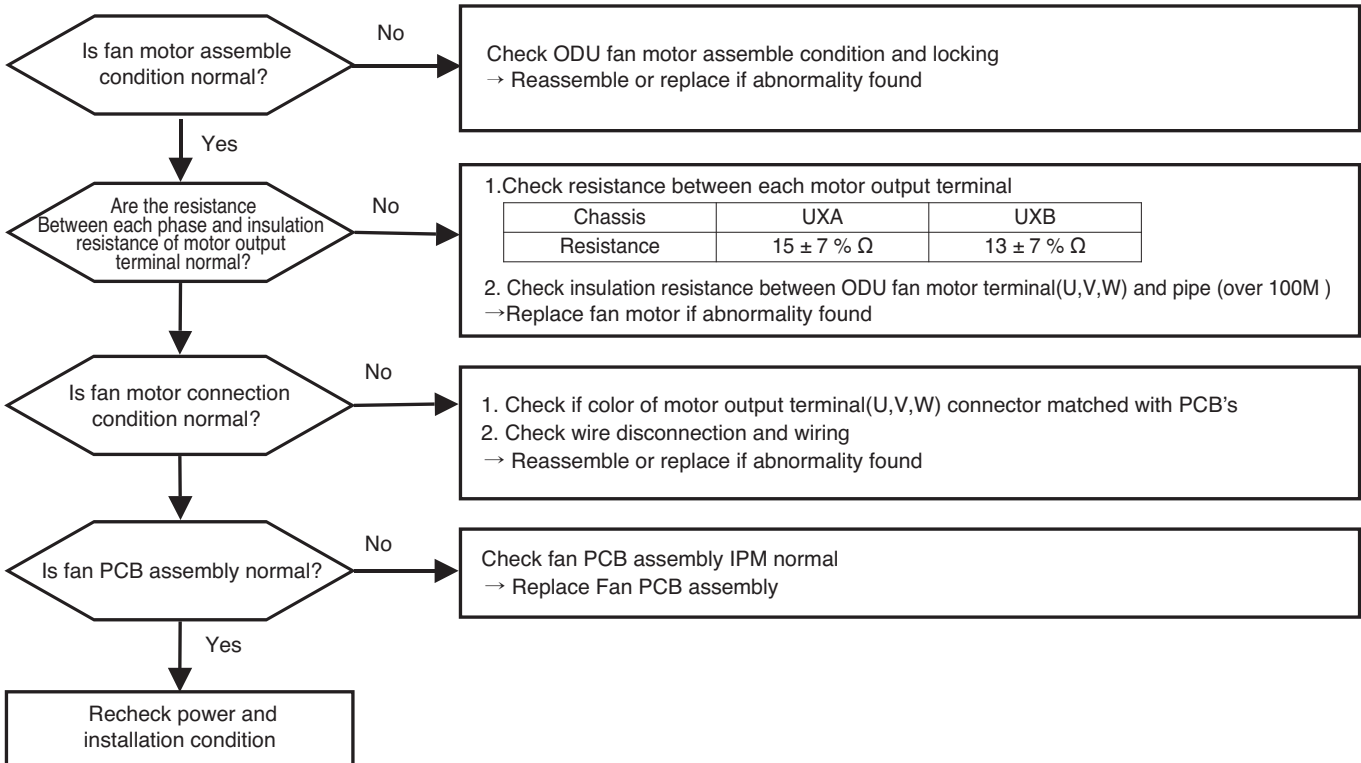 Is fan motor assemble
condition normal?
No
Check ODU fan motor assemble condition and locking
→ Reassemble or replace if abnormality found
Yes
Are the resistance
Between each phase and insulation
resistance of motor output
terminal normal?
No
1.Check resistance between each motor output terminal
Chassis UXA UXB
Resistance 15 ± 7 % Ω 13 ± 7 % Ω
2. Check insulation resistance between ODU fan motor terminal(U,V,W) and pipe (over 100M )
→Replace fan motor if abnormality found
Is fan motor connection
condition normal?
No
1. Check if color of motor output terminal(U,V,W) connector matched with PCB's
2. Check wire disconnection and wiring
→ Reassemble or replace if abnormality found
Is fan PCB assembly normal?
No
Check fan PCB assembly IPM normal
→ Replace Fan PCB assembly
Yes
Recheck power and
installation condition